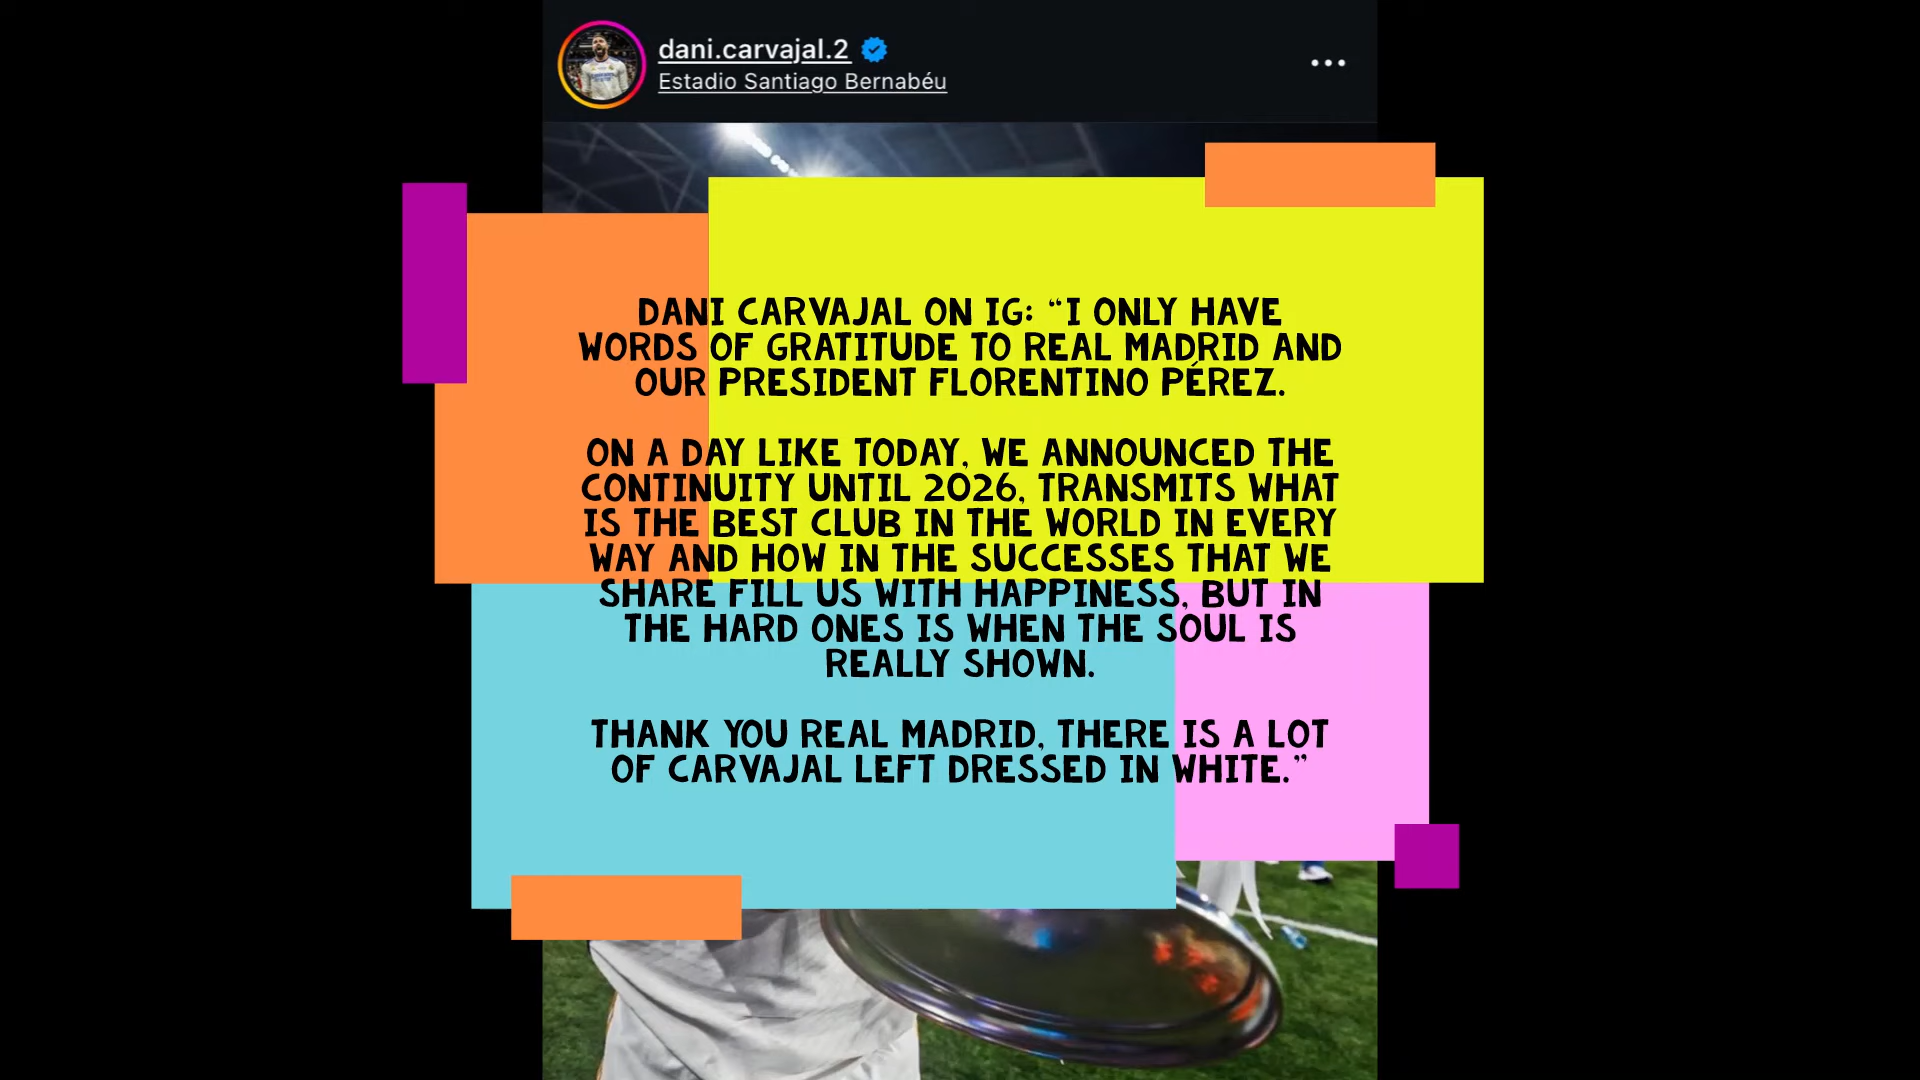 dani.carvajal.2
Estadio Santiago Bernabéu
DANI CARVAJAL ON IG: “I ONLY HAVE
WORDS OF GRATITUDE TO REAL MADRID AND
OUR PRESIDENT FLORENTINO PÉREZ.
ON A DAY LIKE TODAY, WE ANNOUNCED THE
CONTINUITY UNTIL 2026, TRANSMITS WHAT
IS THE BEST CLUB IN THE WORLD IN EVERY
WAY AND HOW IN THE SUCCESSES THAT WE
SHARE FILL US WITH HAPPINESS, BUT IN
THE HARD ONES IS WHEN THE SOUL IS
REALLY SHOWN.
THANK YOU REAL MADRID, THERE IS A LOT
OF CARVAJAL LEFT DRESSED IN WHITE.”